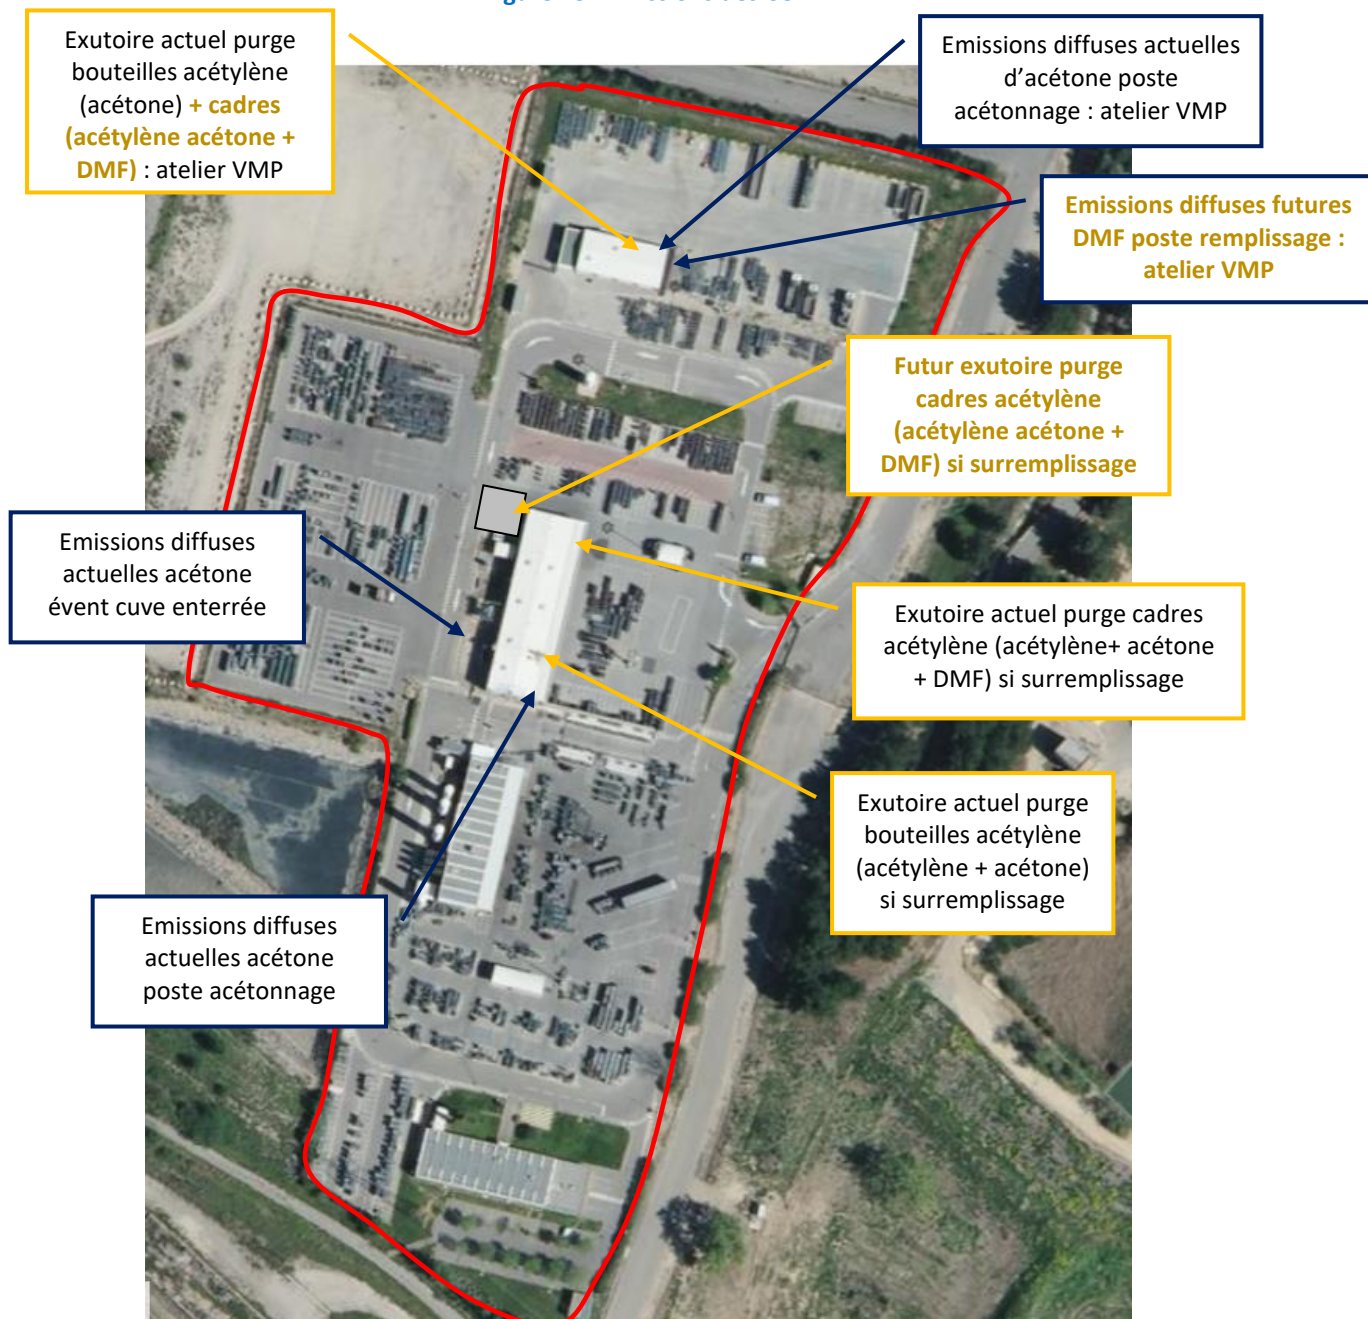 Exutoire actuel purge
bouteilles acétylène
(acétone) + cadres
(acétylène acétone +
DMF) : atelier VMP
Emissions diffuses actuelles
d’acétone poste
acétonnage : atelier VMP
Emissions diffuses futures
DMF poste remplissage :
atelier VMP
Futur exutoire purge
cadres acétylène
(acétylène acétone +
DMF) si surremplissage
Emissions diffuses
actuelles acétone
évent cuve enterrée
Exutoire actuel purge cadres
acétylène (acétylène+ acétone
+ DMF) si surremplissage
Exutoire actuel purge
bouteilles acétylène
(acétylène + acétone)
si surremplissage
Emissions diffuses
actuelles acétone
poste acétonnage